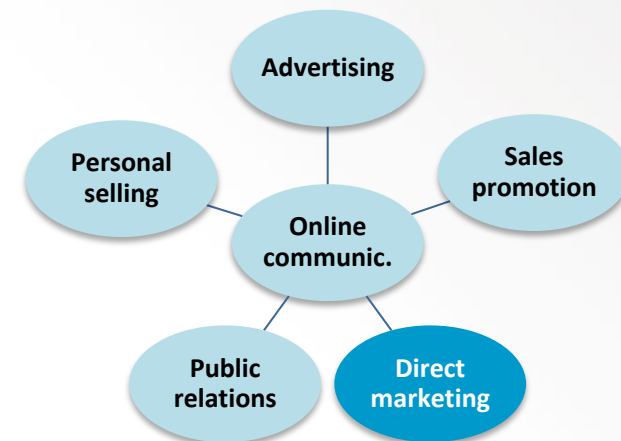 Advertising
Personal
selling
Sales
promotion
Online
communic.
Public
relations
Direct
marketing